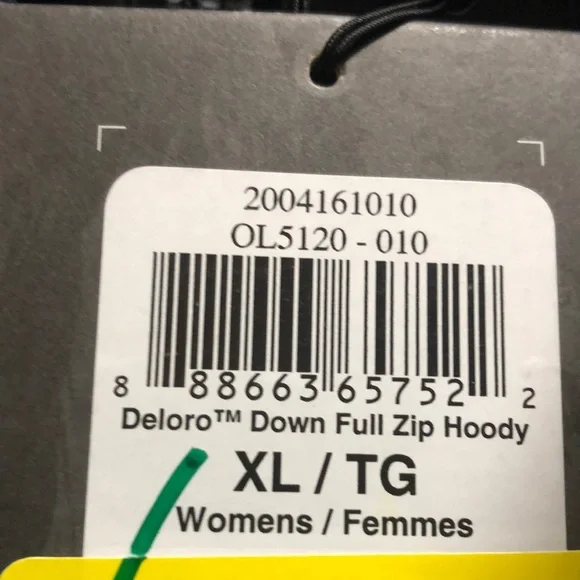 2004161010
OL5120 - 010
8 88663 65752 2
Deloro™ Down Full Zip Hoody
XL / TG
Womens / Femmes